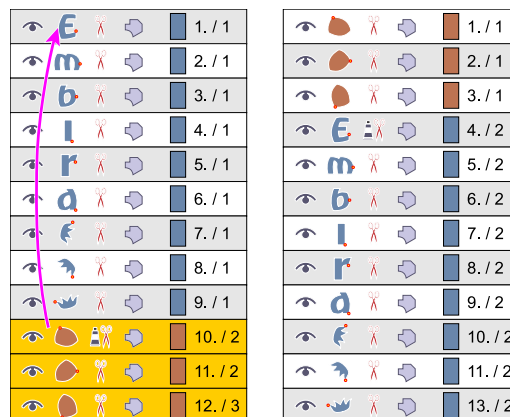 E 1. / 1
m 2. / 1
b 3. / 1
l 4. / 1
r 5. / 1
a 6. / 1
7. / 1
8. / 1
9. / 1
10. / 2
11. / 2
12. / 3
1. / 1
2. / 1
3. / 1
E 4. / 2
m 5. / 2
b 6. / 2
l 7. / 2
r 8. / 2
a 9. / 2
10. / 2
11. / 2
13. / 2